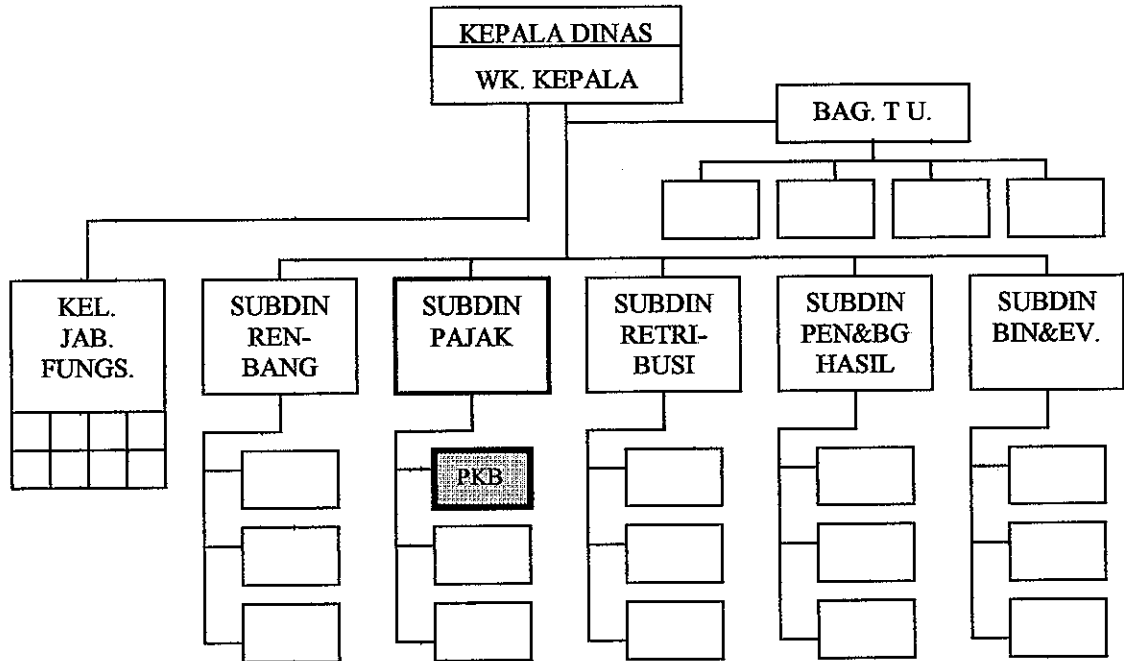 KEPALA DINAS
WK. KEPALA
BAG. T U.
KEL.
JAB.
FUNGS.
SUBDIN
REN-
BANG
SUBDIN
PAJAK
SUBDIN
RETRI-
BUSI
SUBDIN
PEN&BG
HASIL
SUBDIN
BIN&EV.
PKB